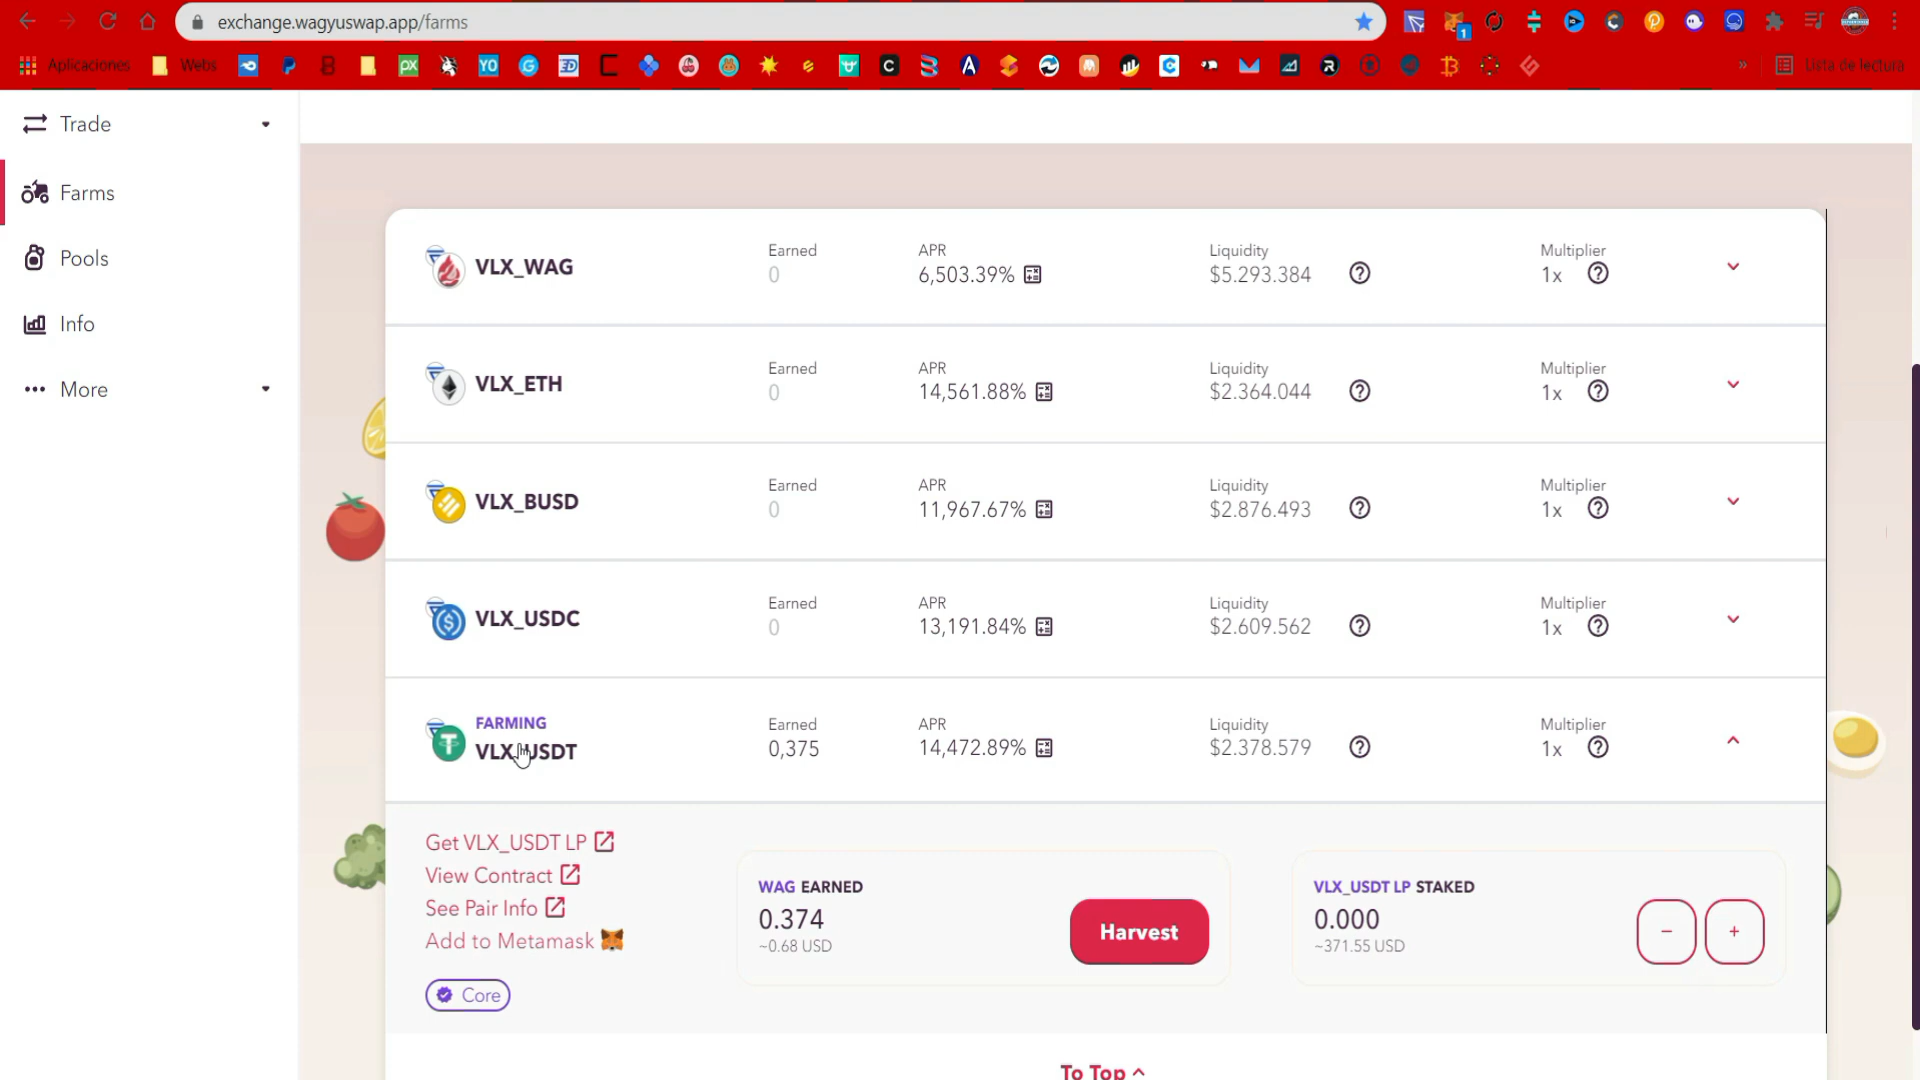 exchange.wagyuswap.app/farms
1
Aplicaciones
Webs
PX
YO
3D
Lista de lectura
Trade
Farms
Pools
Info
More
VLX_WAG
Earned
0
APR
6,503.39%
Liquidity
$5.293.384
Multiplier
1x
VLX_ETH
Earned
0
APR
14,561.88%
Liquidity
$2.364.044
Multiplier
1x
VLX_BUSD
Earned
0
APR
11,967.67%
Liquidity
$2.876.493
Multiplier
1x
VLX_USDC
Earned
0
APR
13,191.84%
Liquidity
$2.609.562
Multiplier
1x
FARMING
VLX_USDT
Earned
0,375
APR
14,472.89%
Liquidity
$2.378.579
Multiplier
1x
Get VLX_USDT LP
View Contract
See Pair Info
Add to Metamask
Core
WAG EARNED
0.374
~0.68 USD
Harvest
VLX_USDT LP STAKED
0.000
~371.55 USD
To Top